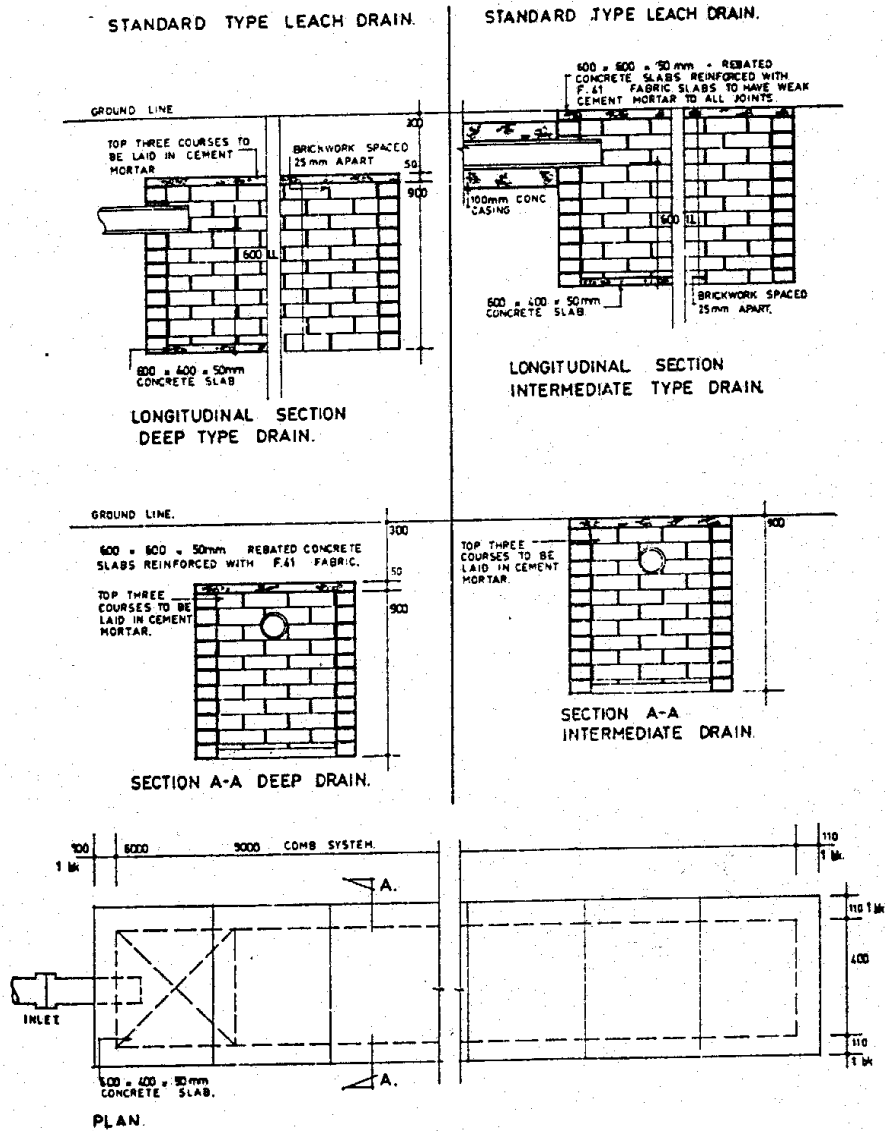 STANDARD TYPE LEACH DRAIN.
GROUND LINE
TOP THREE COURSES TO
BE LAID IN CEMENT
MORTAR
BRICKWORK SPACED
25mm APART
300
50
900
600 I.L.
600 x 400 x 50mm
CONCRETE SLAB
LONGITUDINAL SECTION
DEEP TYPE DRAIN.
STANDARD TYPE LEACH DRAIN.
600 x 600 x 50mm - REBATED
CONCRETE SLABS REINFORCED WITH
F.41 FABRIC. SLABS TO HAVE WEAK
CEMENT MORTAR TO ALL JOINTS.
100mm CONC
CASING
600 I.L.
600 x 400 x 50mm
CONCRETE SLAB.
BRICKWORK SPACED
25mm APART.
LONGITUDINAL SECTION
INTERMEDIATE TYPE DRAIN.
GROUND LINE.
600 x 600 x 50mm REBATED CONCRETE
SLABS REINFORCED WITH F.41 FABRIC.
TOP THREE
COURSES TO BE
LAID IN CEMENT
MORTAR.
300
50
900
SECTION A-A DEEP DRAIN.
TOP THREE
COURSES TO BE
LAID IN CEMENT
MORTAR.
900
SECTION A-A
INTERMEDIATE DRAIN.
1 bk
6000
9000 COMB SYSTEM.
110
1 bk.
A.
110 1 bk
400
110
1 bk
INLET
A.
600 x 400 x 50mm
CONCRETE SLAB.
PLAN.